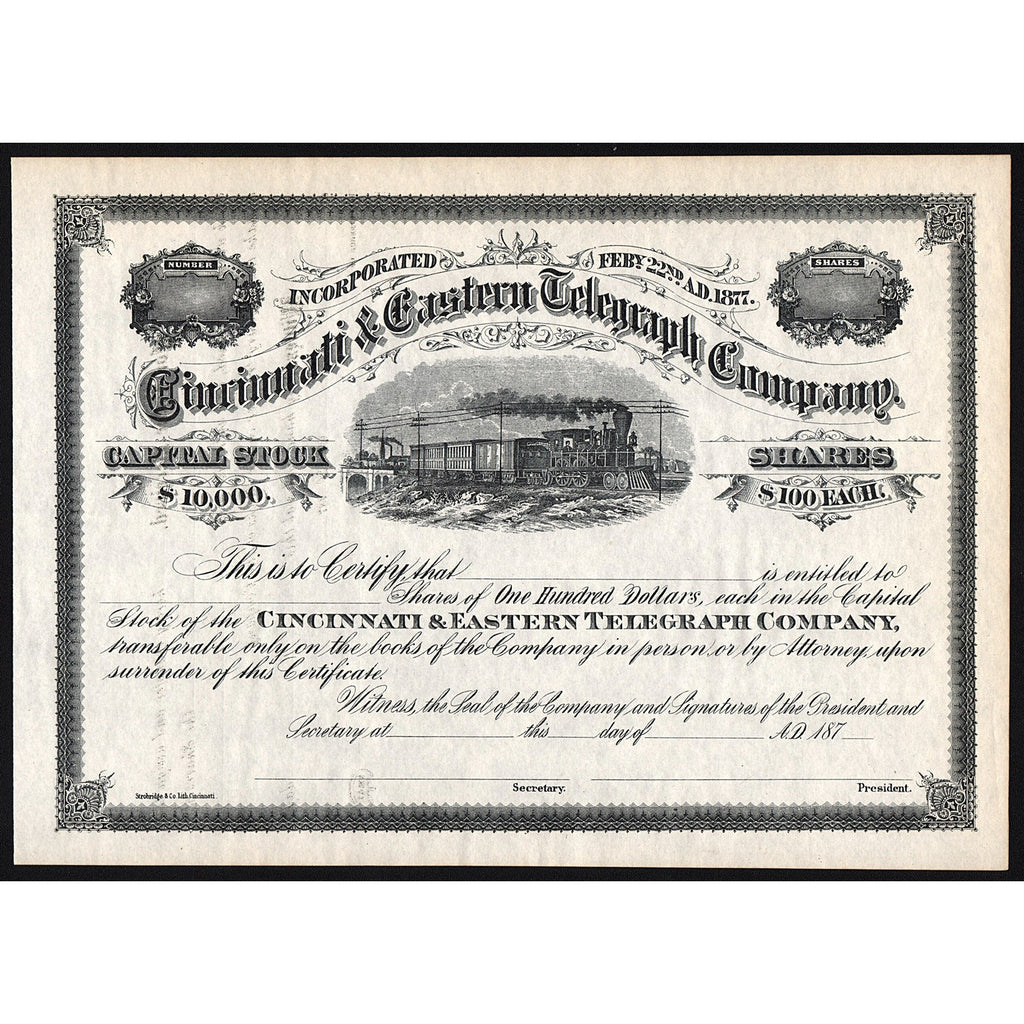 NUMBER
SHARES
INCORPORATED FEBY 22ND. A.D. 1877.
Cincinnati & Eastern Telegraph Company.
CAPITAL STOCK
$10,000.
SHARES
$100 EACH.
This is to Certify that is entitled to
Shares of One Hundred Dollars, each in the Capital
Stock of the CINCINNATI & EASTERN TELEGRAPH COMPANY,
transferable only on the books of the Company in person, or by Attorney, upon
surrender of this Certificate.
Witness, the Seal, of the Company and Signatures, of the President and
Secretary at this day of A.D. 187
Secretary.
President.
Strobridge & Co. Lith. Cincinnati.